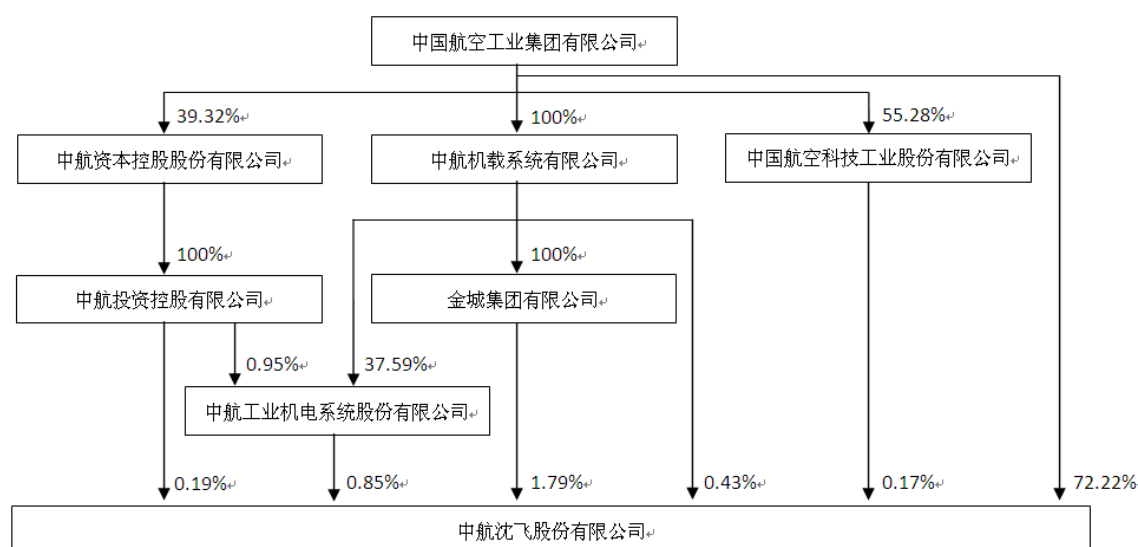 中国航空工业集团有限公司↵
39.32%↵
100%↵
55.28%↵
中航资本控股股份有限公司↵
中航机载系统有限公司↵
中国航空科技工业股份有限公司↵
100%↵
100%↵
中航投资控股有限公司↵
金城集团有限公司↵
0.95%↵
37.59%↵
中航工业机电系统股份有限公司↵
0.19%↵
0.85%↵
1.79%↵
0.43%↵
0.17%↵
72.22%↵
中航沈飞股份有限公司↵